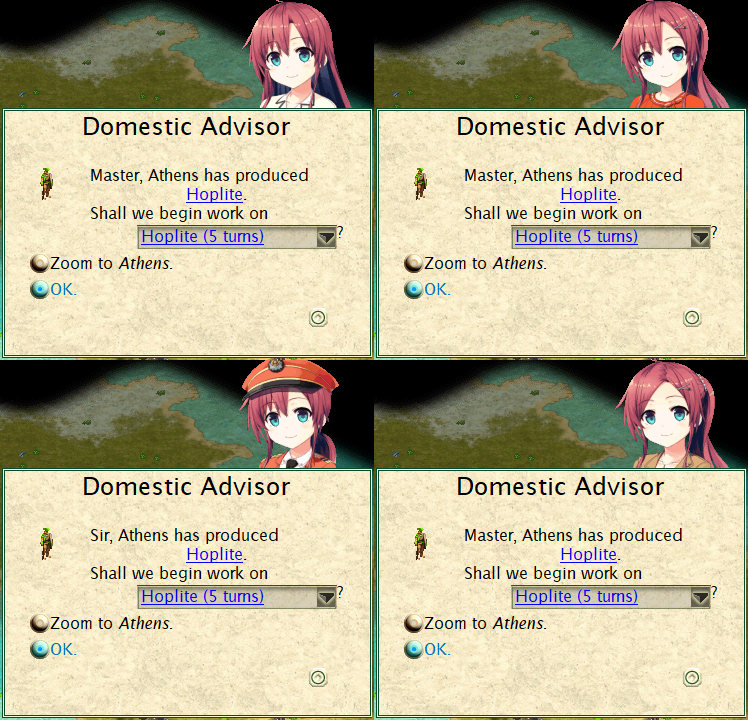 Domestic Advisor
Master, Athens has produced
Hoplite.
Shall we begin work on
Hoplite (5 turns) ?
Zoom to Athens.
OK.
Domestic Advisor
Master, Athens has produced
Hoplite.
Shall we begin work on
Hoplite (5 turns) ?
Zoom to Athens.
OK.
Domestic Advisor
Sir, Athens has produced
Hoplite.
Shall we begin work on
Hoplite (5 turns) ?
Zoom to Athens.
OK.
Domestic Advisor
Master, Athens has produced
Hoplite.
Shall we begin work on
Hoplite (5 turns) ?
Zoom to Athens.
OK.